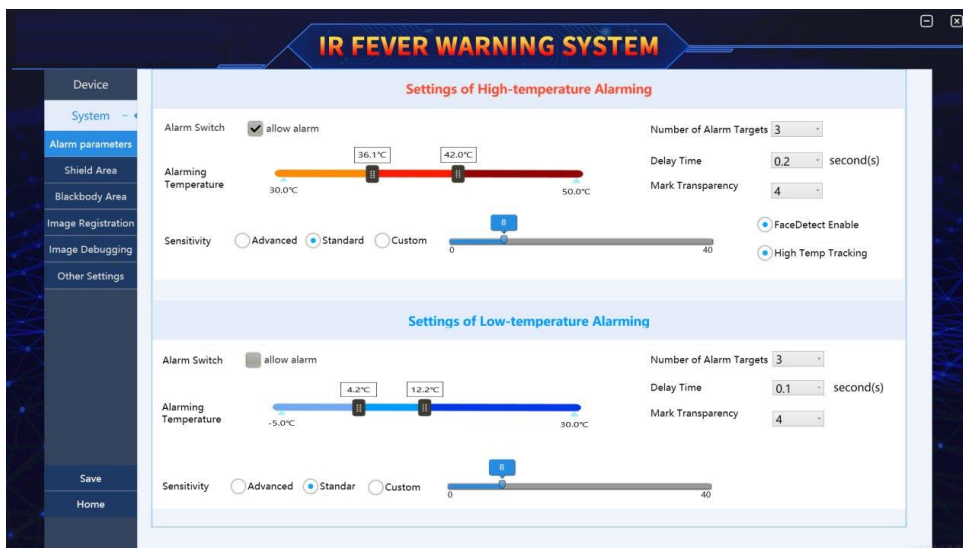 IR FEVER WARNING SYSTEM
Device
System
Alarm parameters
Shield Area
Blackbody Area
Image Registration
Image Debugging
Other Settings
Save
Home
Settings of High-temperature Alarming
Alarm Switch allow alarm
36.1°C 42.0°C
Alarming
Temperature
30.0°C 50.0°C
Sensitivity Advanced Standard Custom
8
0 40
Number of Alarm Targets 3
Delay Time 0.2 second(s)
Mark Transparency 4
FaceDetect Enable
High Temp Tracking
Settings of Low-temperature Alarming
Alarm Switch allow alarm
4.2°C 12.2°C
Alarming
Temperature
-5.0°C 30.0°C
Sensitivity Advanced Standar Custom
8
0 40
Number of Alarm Targets 3
Delay Time 0.1 second(s)
Mark Transparency 4